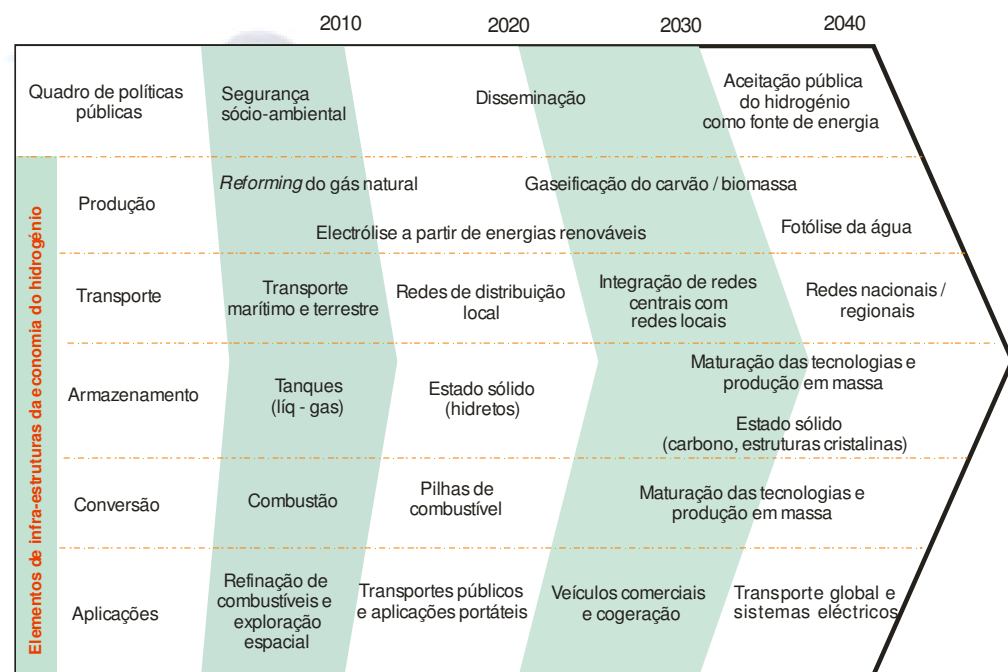 2010
2020
2030
2040
Quadro de políticas
públicas
Segurança
sócio-ambiental
Disseminação
Aceitação pública
do hidrogénio
como fonte de energia
Elementos de infra-estruturas da economia do hidrogénio
Produção
Reforming do gás natural
Gaseificação do carvão / biomassa
Electrólise a partir de energias renováveis
Fotólise da água
Transporte
Transporte
marítimo e terrestre
Redes de distribuição
local
Integração de redes
centrais com
redes locais
Redes nacionais /
regionais
Armazenamento
Tanques
(líq - gas)
Estado sólido
(hidretos)
Maturação das tecnologias e
produção em massa
Estado sólido
(carbono, estruturas cristalinas)
Conversão
Combustão
Pilhas de
combustível
Maturação das tecnologias e
produção em massa
Aplicações
Refinação de
combustíveis e
exploração
espacial
Transportes públicos
e aplicações portáteis
Veículos comerciais
e cogeração
Transporte global e
sistemas eléctricos